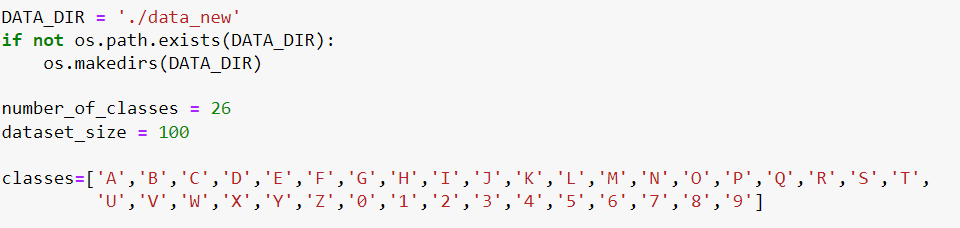 DATA_DIR = './data_new'
if not os.path.exists(DATA_DIR):
    os.makedirs(DATA_DIR)

number_of_classes = 26
dataset_size = 100

classes=['A','B','C','D','E','F','G','H','I','J','K','L','M','N','O','P','Q','R','S','T',
         'U','V','W','X','Y','Z','0','1','2','3','4','5','6','7','8','9']